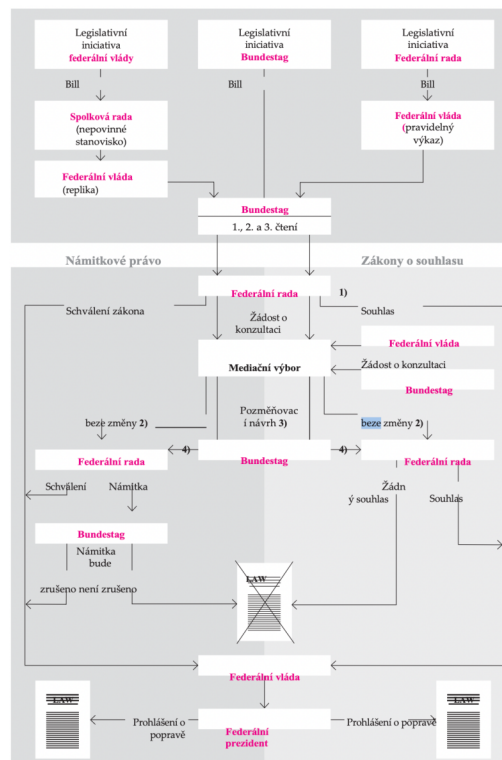 Legislativní
iniciativa
federální vlády
Legislativní
iniciativa
Bundestag
Legislativní
iniciativa
Federální rada
Bill
Bill
Bill
Spolková rada
(nepovinné
stanovisko)
Federální vláda
(pravidelný
výkaz)
Federální vláda
(replika)
Bundestag
1., 2. a 3. čtení
Námitkové právo
Zákony o souhlasu
Federální rada
1)
Schválení zákona
Souhlas
Žádost o
konzultaci
Federální vláda
Mediační výbor
Žádost o konzultaci
Bundestag
Pozměňovac
í návrh 3)
beze změny 2)
beze změny 2)
4)
4)
Federální rada
Bundestag
Federální rada
Schválení
Námitka
Žádn
ý souhlas
Souhlas
Bundestag
Námitka
bude
zrušeno není zrušeno
LAW
Federální vláda
LAW
LAW
Prohlášení o
popravě
Federální
prezident
Prohlášení o popravě